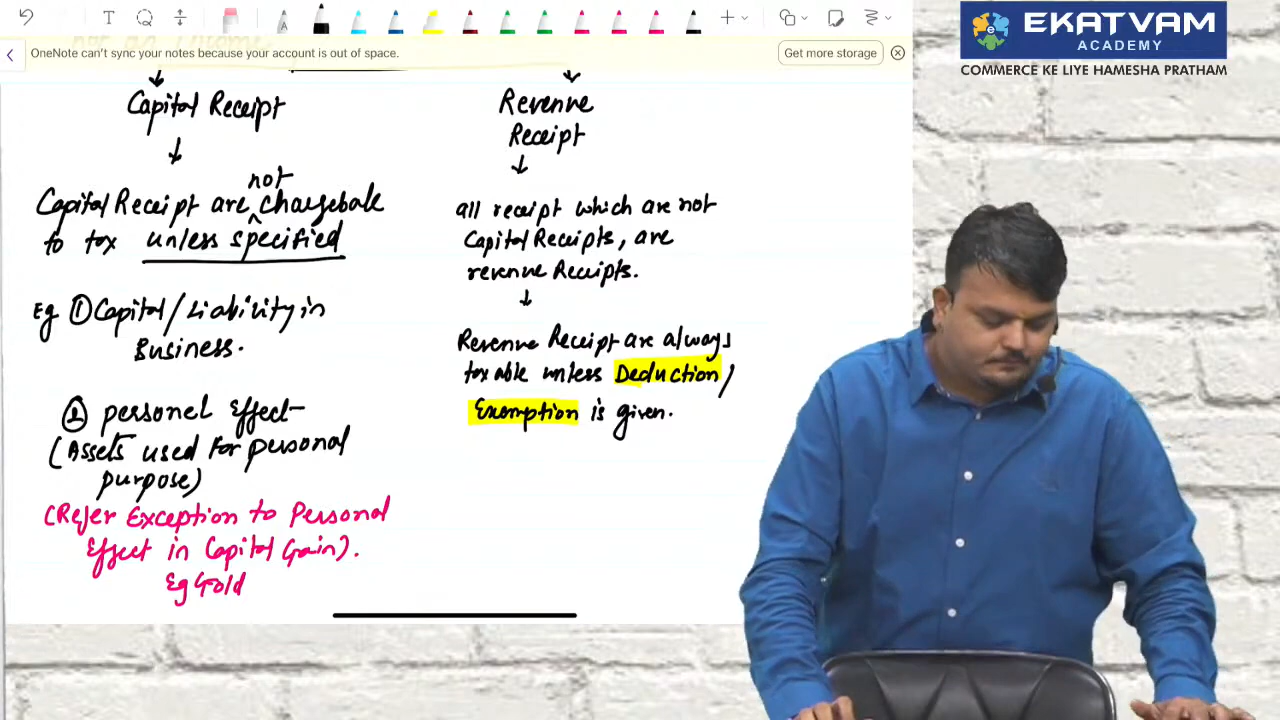 OneNote can't sync your notes because your account is out of space.
Get more storage
EKATVAM
ACADEMY
COMMERCE KE LIYE HAMESHA PRATHAM
Capital Receipt
not
Capital Receipt are ^ chargebale
to tax unless specified
Eg ① Capital/Liability in
Business.
② personel Effect
(Assets used for personal
purpose)
(Refer Exception to Personal
Effect in Capital Gain).
Eg Gold
Revenue
Receipt
all receipt which are not
Capital Receipts, are
revenue Receipts.
Revenue Receipt are always
taxable unless Deduction/
Exemption is given.